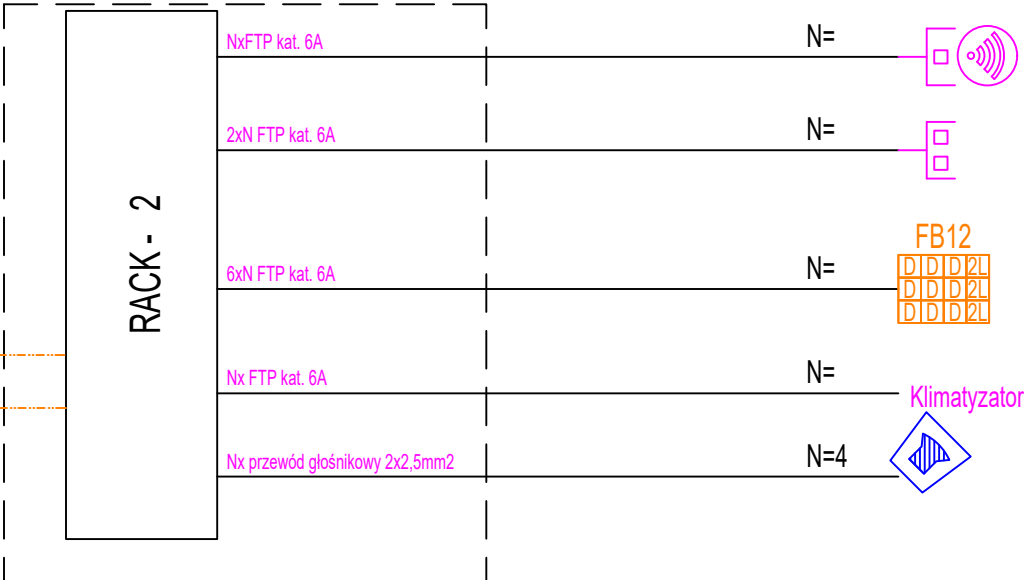 NxFTP kat. 6A N=
2xN FTP kat. 6A N=
RACK - 2
FB12
6xN FTP kat. 6A N=
D D D 2L
D D D 2L
D D D 2L
Nx FTP kat. 6A N=
Klimatyzator
Nx przewód głośnikowy 2x2,5mm2 N=4